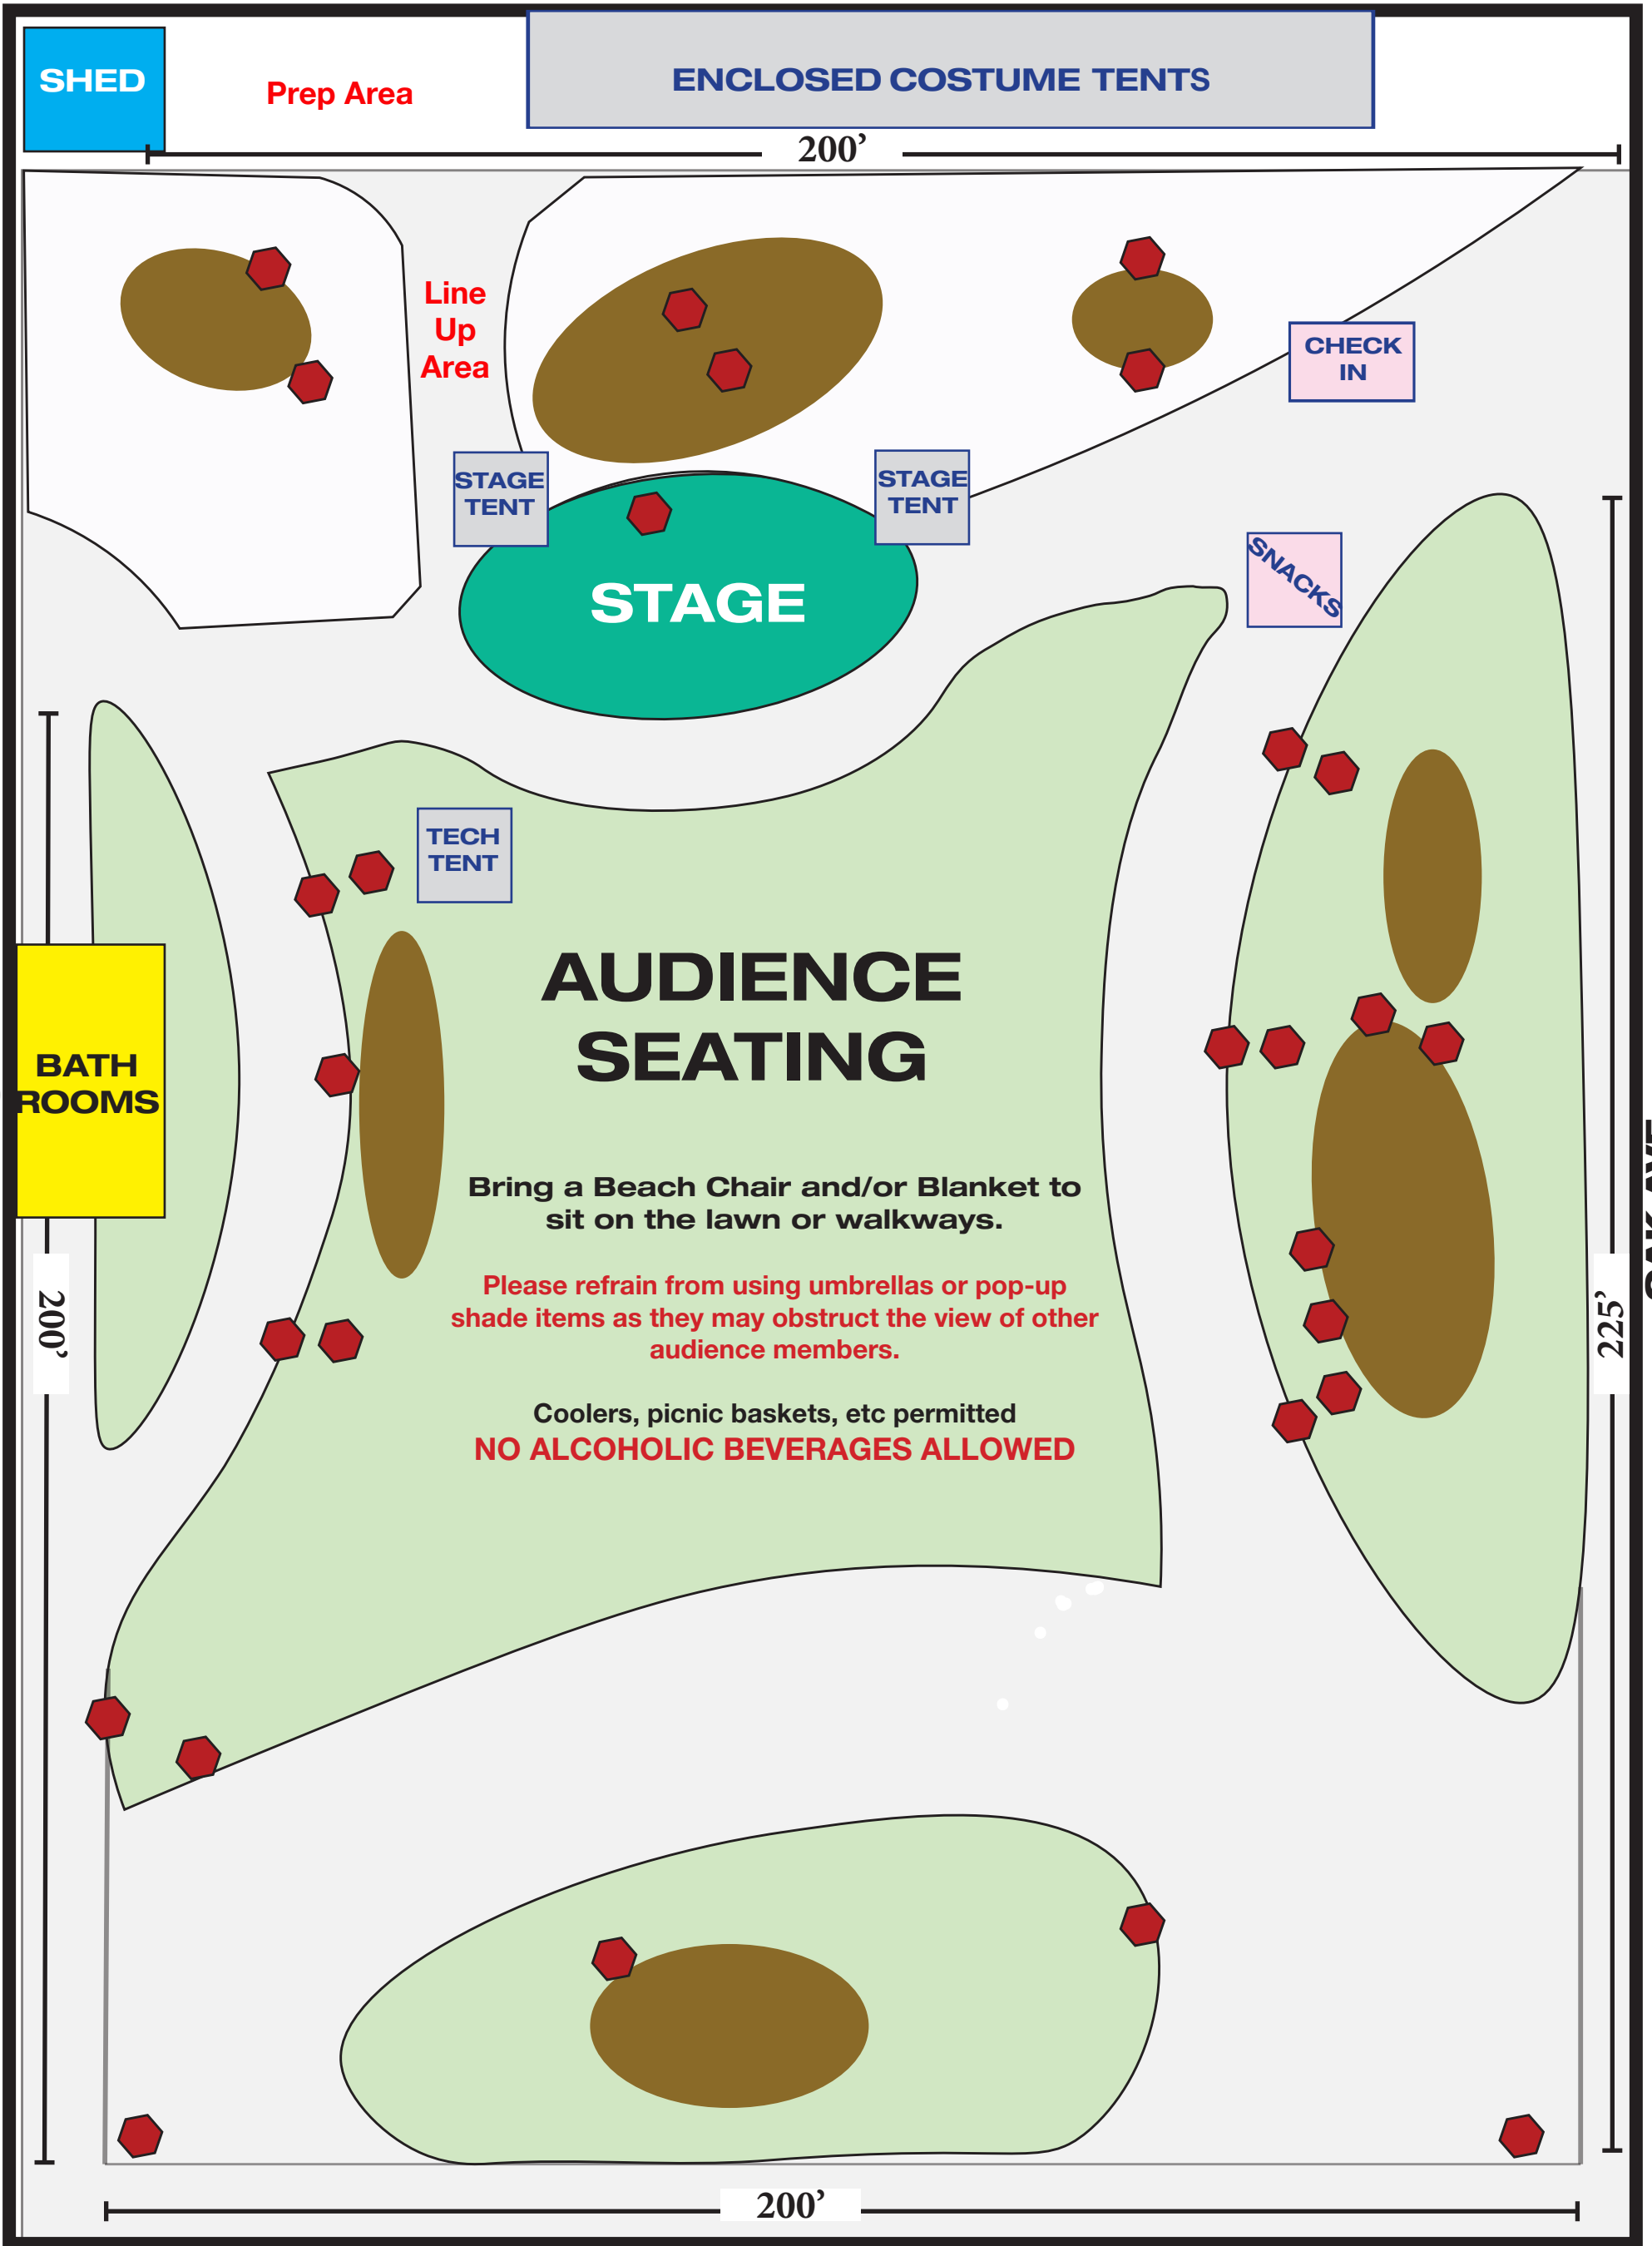 SHED
Prep Area
ENCLOSED COSTUME TENTS
200’
Line
Up
Area
CHECK
IN
STAGE
TENT
STAGE
TENT
STAGE
SNACKS
TECH
TENT
AUDIENCE
SEATING
BATH
ROOMS
Bring a Beach Chair and/or Blanket to
sit on the lawn or walkways.
Please refrain from using umbrellas or pop-up
shade items as they may obstruct the view of other
audience members.
Coolers, picnic baskets, etc permitted
NO ALCOHOLIC BEVERAGES ALLOWED
200’
225’
200’